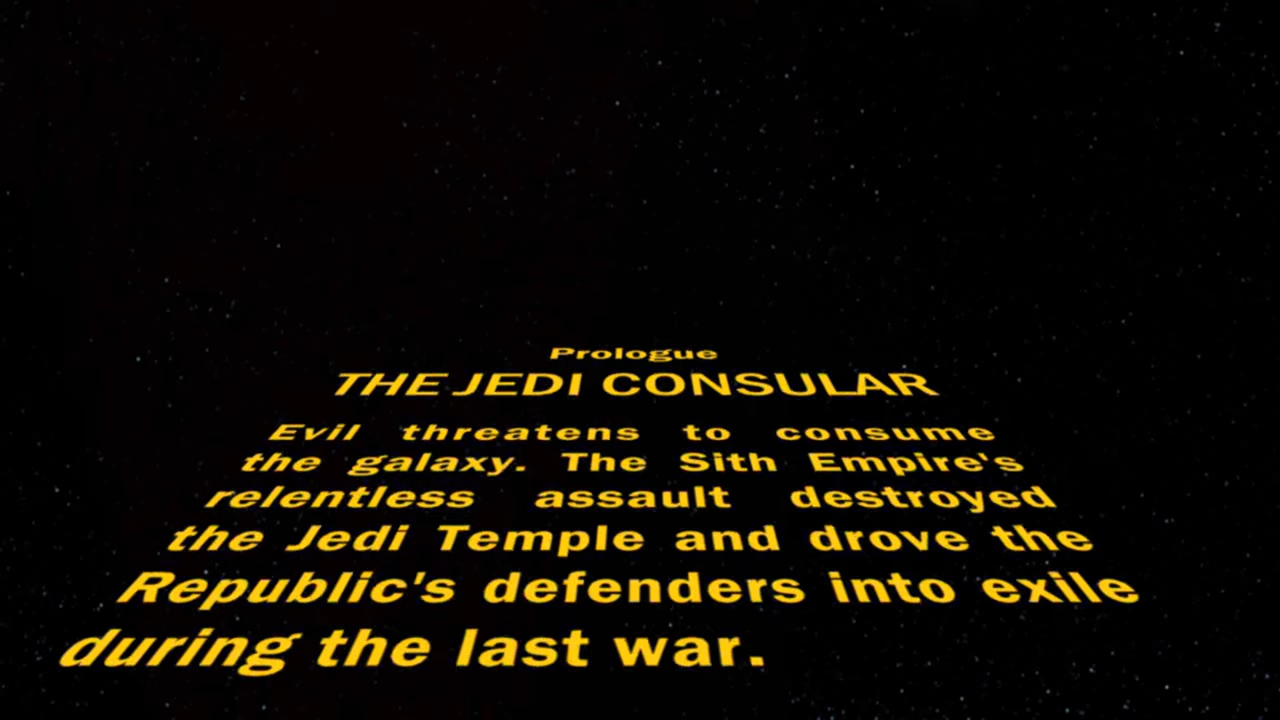 Prologue
THE JEDI CONSULAR
Evil threatens to consume
the galaxy. The Sith Empire's
relentless assault destroyed
the Jedi Temple and drove the
Republic's defenders into exile
during the last war.